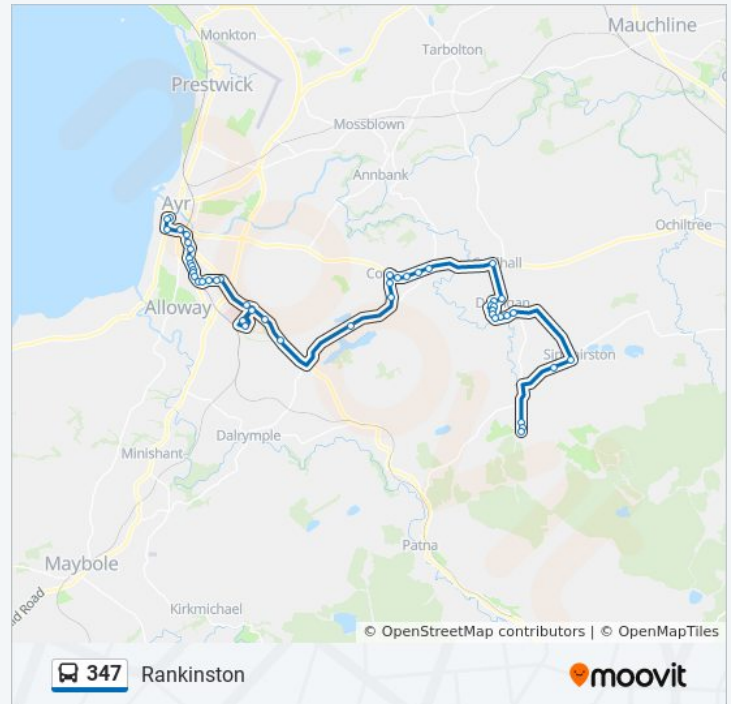 Monkton
Mauchline
Tarbolton
Prestwick
Mossblown
Annbank
Ayr
Ochiltree
Alloway
Dalrymple
Minishant
Patna
Maybole
Kirkmichael
Road
© OpenStreetMap contributors | © OpenMapTiles
347 Rankinston
moovit